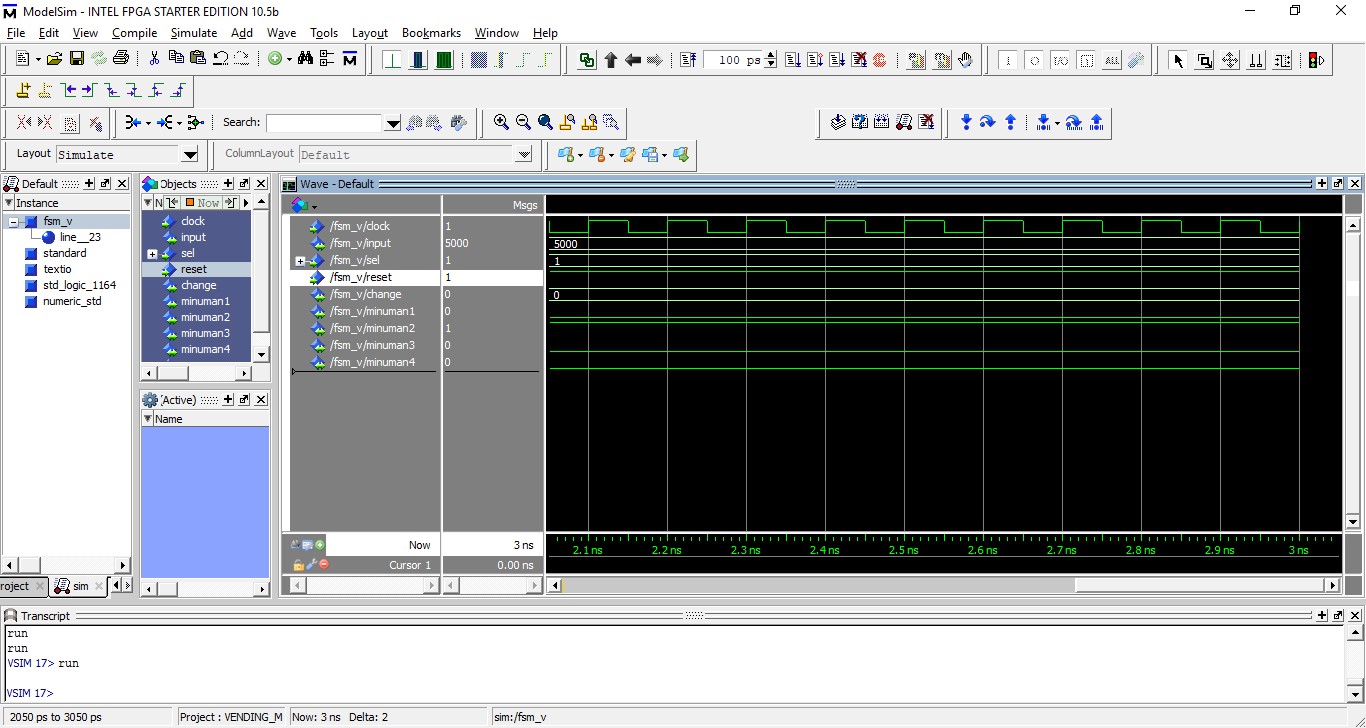 ModelSim - INTEL FPGA STARTER EDITION 10.5b
File Edit View Compile Simulate Add Wave Tools Layout Bookmarks Window Help
100 ps
Search:
Layout Simulate
ColumnLayout Default
Default
Instance
fsm_v
line__23
standard
textio
std_logic_1164
numeric_std
roject
sim
Objects
N
Now
clock
input
sel
reset
change
minuman1
minuman2
minuman3
minuman4
(Active)
Name
Wave - Default
Msgs
/fsm_v/clock 1
/fsm_v/input 5000 5000
/fsm_v/sel 1 1
/fsm_v/reset 1
/fsm_v/change 0 0
/fsm_v/minuman1 0
/fsm_v/minuman2 1
/fsm_v/minuman3 0
/fsm_v/minuman4 0
Now 3 ns
Cursor 1 0.00 ns
2.1 ns 2.2 ns 2.3 ns 2.4 ns 2.5 ns 2.6 ns 2.7 ns 2.8 ns 2.9 ns 3 ns
Transcript
run
run
VSIM 17> run
VSIM 17>
2050 ps to 3050 ps Project : VENDING_M Now: 3 ns Delta: 2 sim:/fsm_v